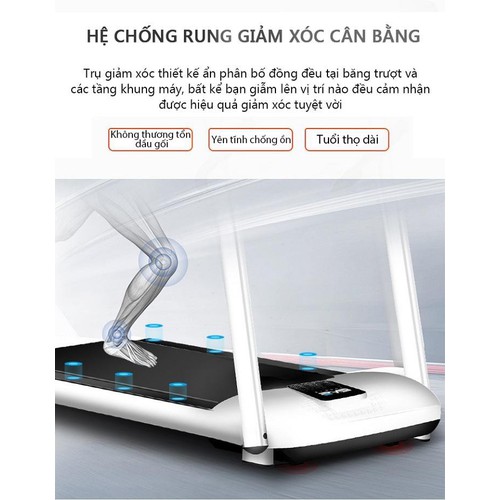 HỆ CHỐNG RUNG GIẢM XÓC CÂN BẰNG
Trụ giảm xóc thiết kế ẩn phân bố đồng đều tại băng trượt và
các tầng khung máy, bất kể bạn giẫm lên vị trí nào đều cảm nhận
được hiệu quả giảm xóc tuyệt vời
Không thương tổn
đầu gối
Yên tĩnh chống ồn
Tuổi thọ dài